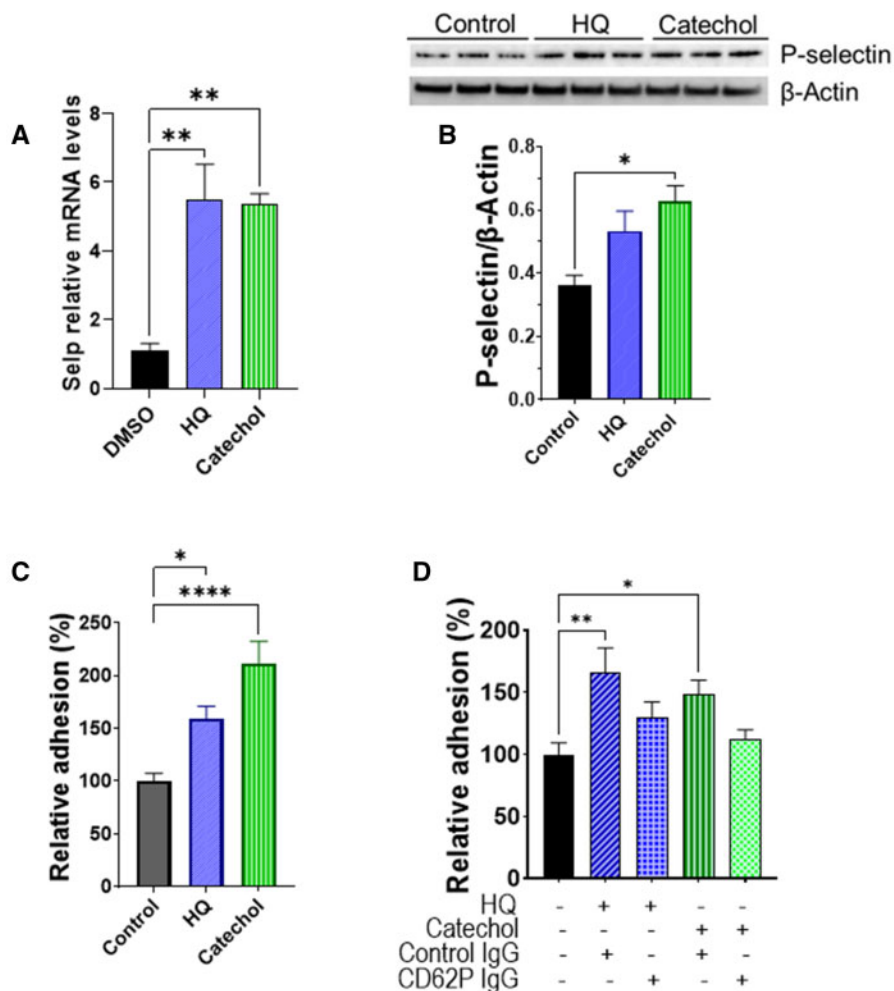 Control HQ Catechol
P-selectin
β-Actin
A
**
**
Selp relative mRNA levels
8
6
4
2
0
DMSO
HQ
Catechol
B
*
P-selectin/β-Actin
0.8
0.6
0.4
0.2
0.0
Control
HQ
Catechol
C
*
****
Relative adhesion (%)
250
200
150
100
50
0
Control
HQ
Catechol
D
*
**
Relative adhesion (%)
200
150
100
50
0
HQ - + + - -
Catechol - - - + +
Control IgG - + - + -
CD62P IgG - - + - +